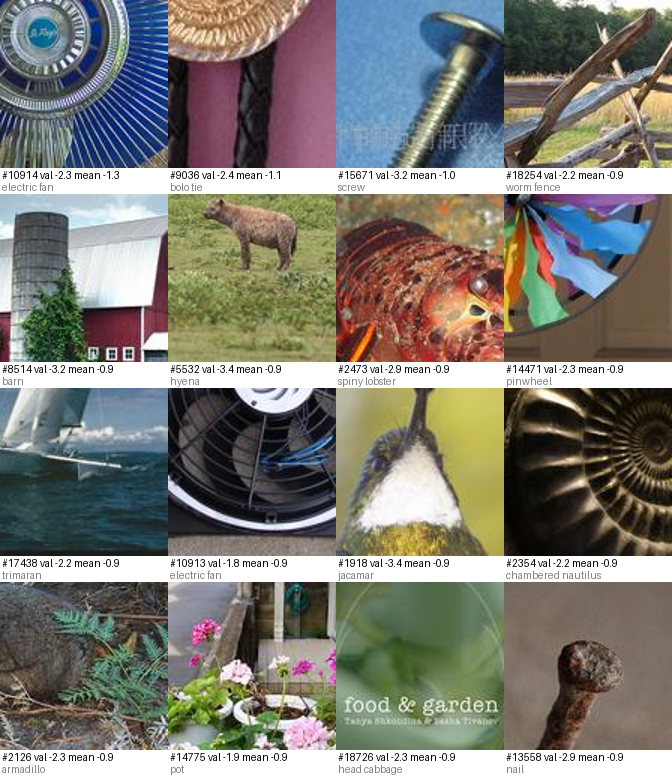 #10914 val -2.3 mean -1.3
electric fan
#9036 val -2.4 mean -1.1
bolo tie
#15671 val -3.2 mean -1.0
screw
#18254 val -2.2 mean -0.9
worm fence
#8514 val -3.2 mean -0.9
barn
#5532 val -3.4 mean -0.9
hyena
#2473 val -2.9 mean -0.9
spiny lobster
#14471 val -2.3 mean -0.9
pinwheel
#17438 val -2.2 mean -0.9
trimaran
#10913 val -1.8 mean -0.9
electric fan
#1918 val -3.4 mean -0.9
jacamar
#2354 val -2.2 mean -0.9
chambered nautilus
food & garden
Tanya Shkondina & Sasha Tivanov
#2126 val -2.3 mean -0.9
armadillo
#14775 val -1.9 mean -0.9
pot
#18726 val -2.3 mean -0.9
head cabbage
#13558 val -2.9 mean -0.9
nail